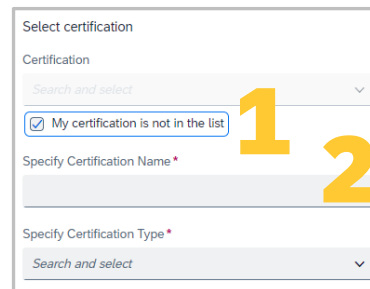 Select certification
Certification
Search and select
My certification is not in the list
1
Specify Certification Name*
2
Specify Certification Type*
Search and select